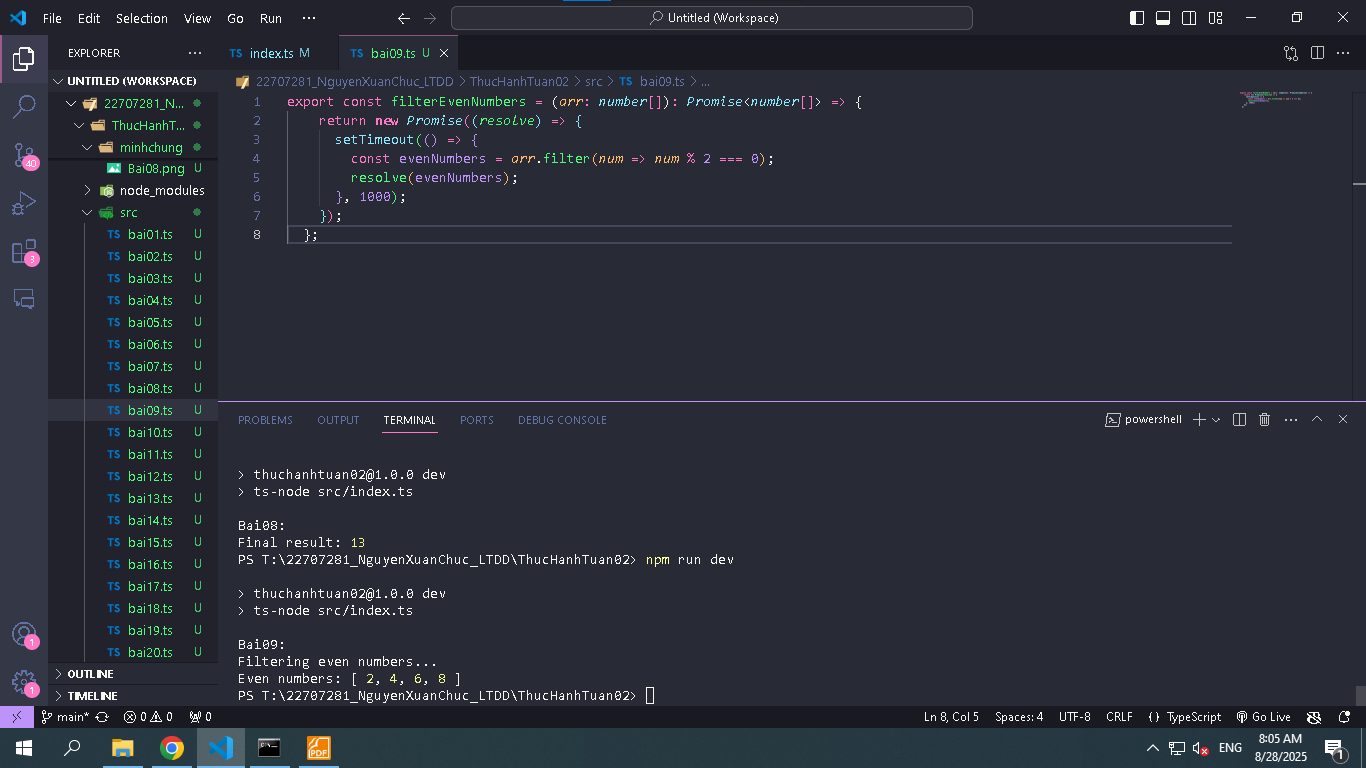 File Edit Selection View Go Run ··· Untitled (Workspace)
EXPLORER ···
TS index.ts M TS bai09.ts U
UNTITLED (WORKSPACE)
22707281_N...
ThucHanhT...
minhchung
Bai08.png U
node_modules
src
TS bai01.ts U
TS bai02.ts U
TS bai03.ts U
TS bai04.ts U
TS bai05.ts U
TS bai06.ts U
TS bai07.ts U
TS bai08.ts U
TS bai09.ts U
TS bai10.ts U
TS bai11.ts U
TS bai12.ts U
TS bai13.ts U
TS bai14.ts U
TS bai15.ts U
TS bai16.ts U
TS bai17.ts U
TS bai18.ts U
TS bai19.ts U
TS bai20.ts U
OUTLINE
TIMELINE
40
3
1
1
22707281_NguyenXuanChuc_LTDD > ThucHanhTuan02 > src > TS bai09.ts > ...
1 export const filterEvenNumbers = (arr: number[]): Promise<number[]> => {
2 return new Promise((resolve) => {
3 setTimeout(() => {
4 const evenNumbers = arr.filter(num => num % 2 === 0);
5 resolve(evenNumbers);
6 }, 1000);
7 });
8 };
PROBLEMS OUTPUT TERMINAL PORTS DEBUG CONSOLE powershell ···
> thuchanhtuan02@1.0.0 dev
> ts-node src/index.ts
Bai08:
Final result: 13
PS T:\22707281_NguyenXuanChuc_LTDD\ThucHanhTuan02> npm run dev
> thuchanhtuan02@1.0.0 dev
> ts-node src/index.ts
Bai09:
Filtering even numbers...
Even numbers: [ 2, 4, 6, 8 ]
PS T:\22707281_NguyenXuanChuc_LTDD\ThucHanhTuan02>
main* 0 0 0 Ln 8, Col 5 Spaces: 4 UTF-8 CRLF {} TypeScript Go Live
PDF
ENG
8:05 AM
8/28/2025
1